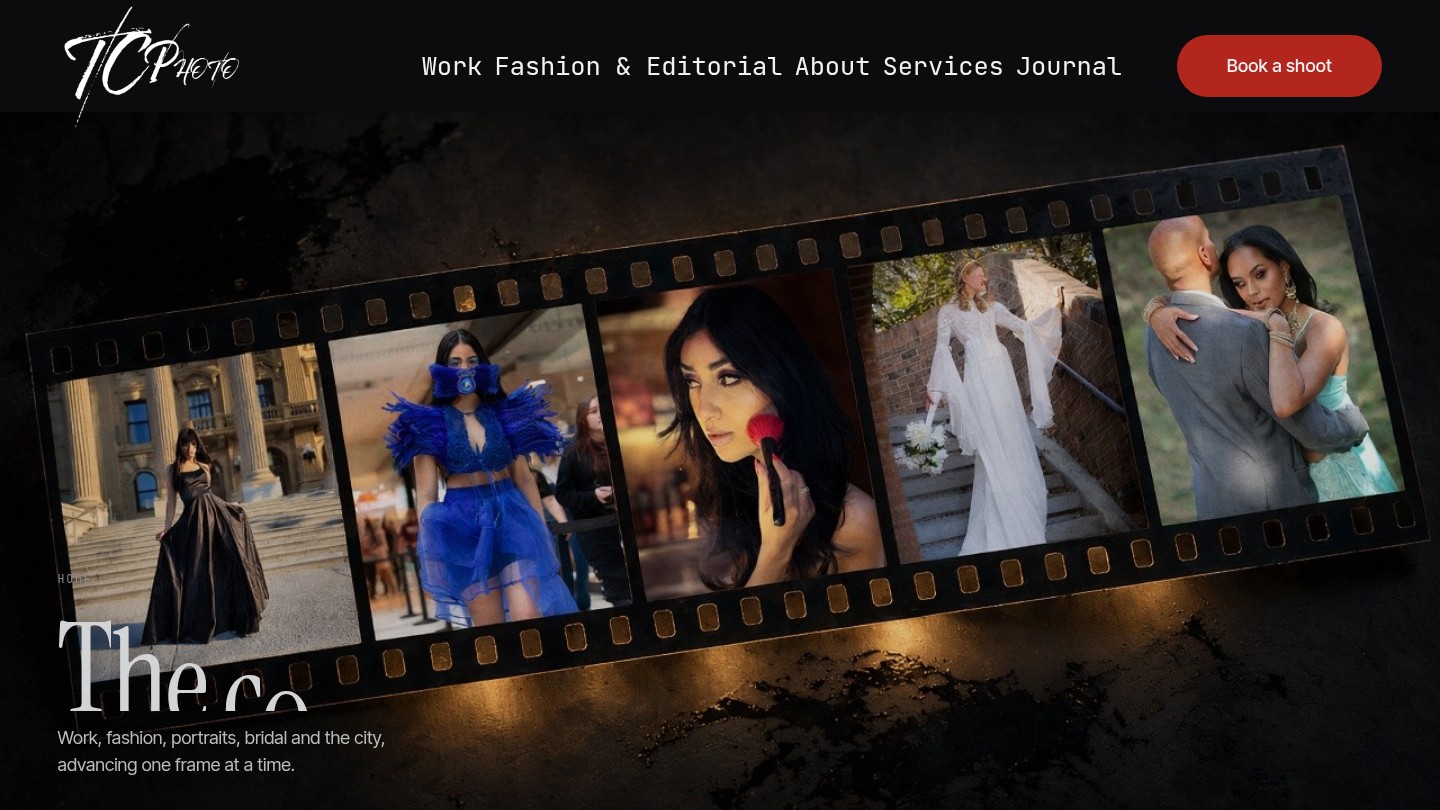 TCPHOTO
Work Fashion & Editorial About Services Journal
Book a shoot
The co
Work, fashion, portraits, bridal and the city,
advancing one frame at a time.